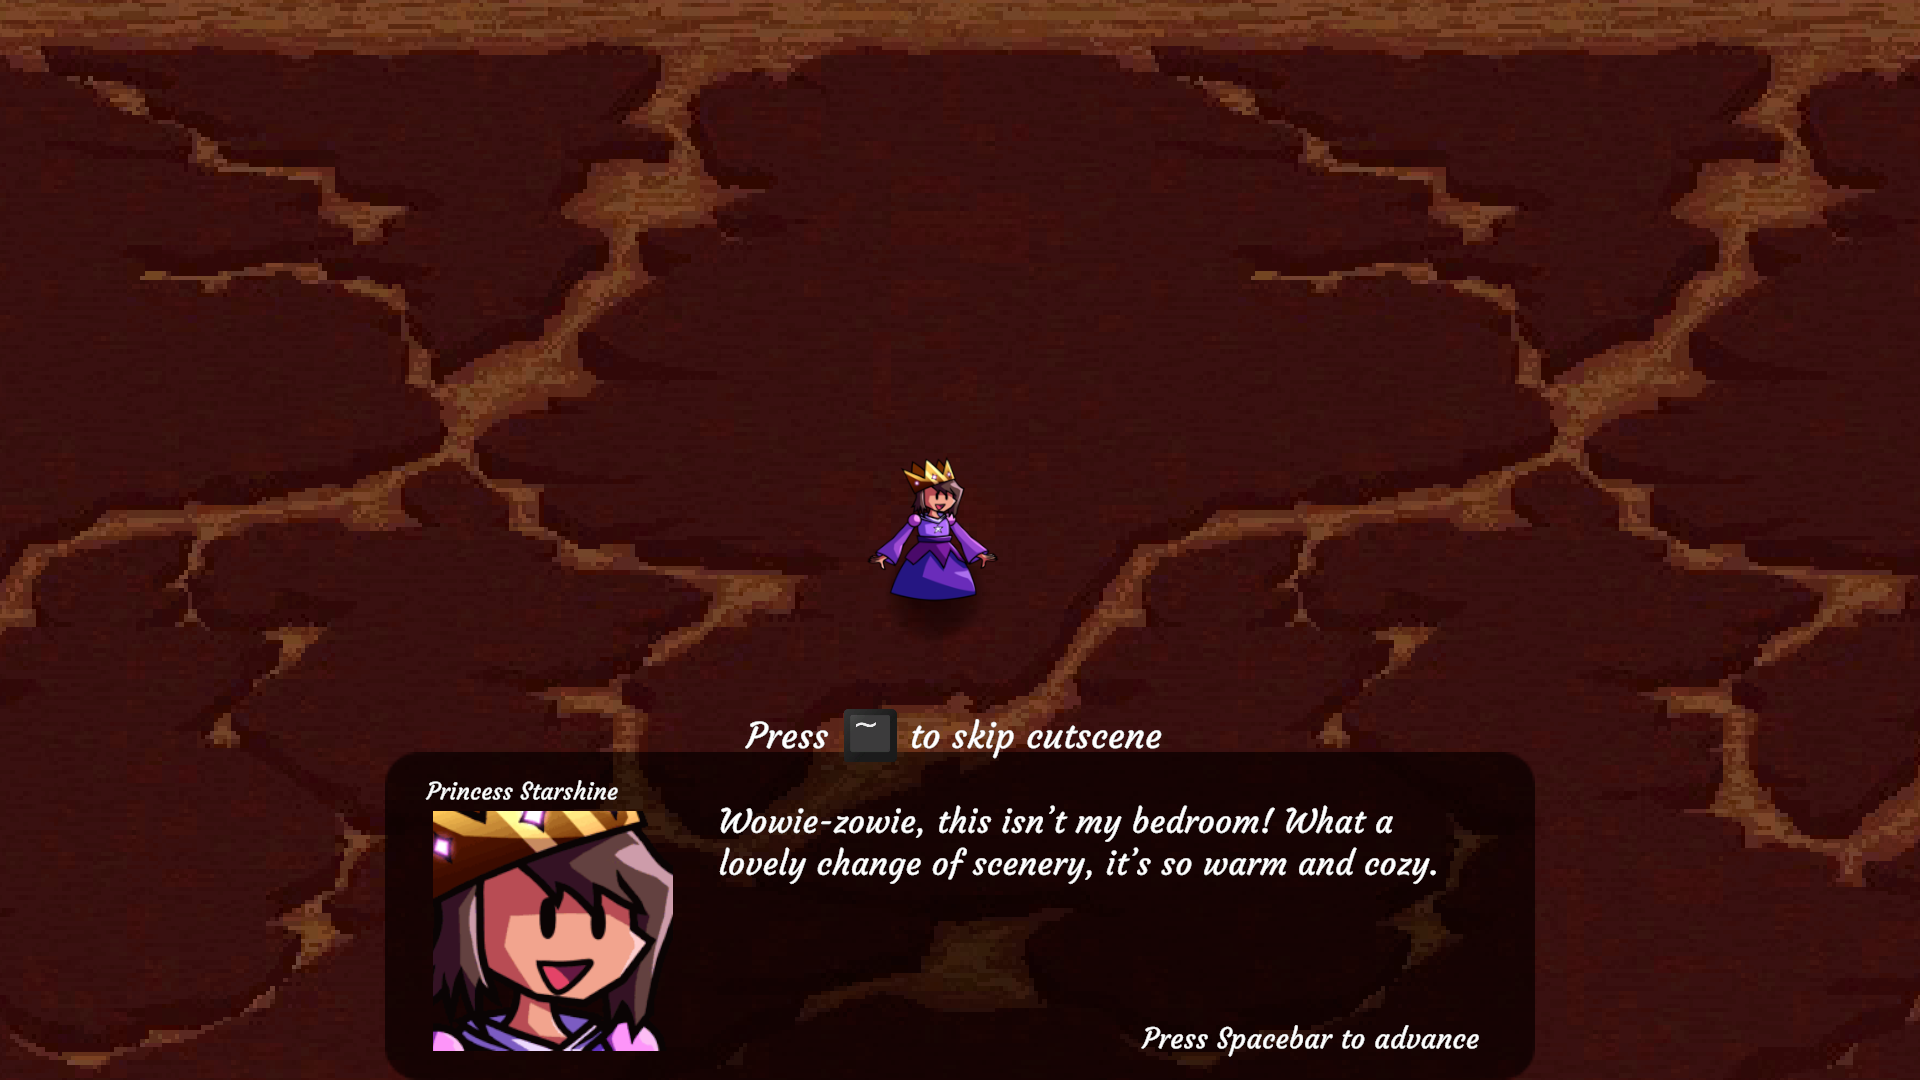 Press ~ to skip cutscene
Princess Starshine
Wowie-zowie, this isn't my bedroom! What a
lovely change of scenery, it's so warm and cozy.
Press Spacebar to advance